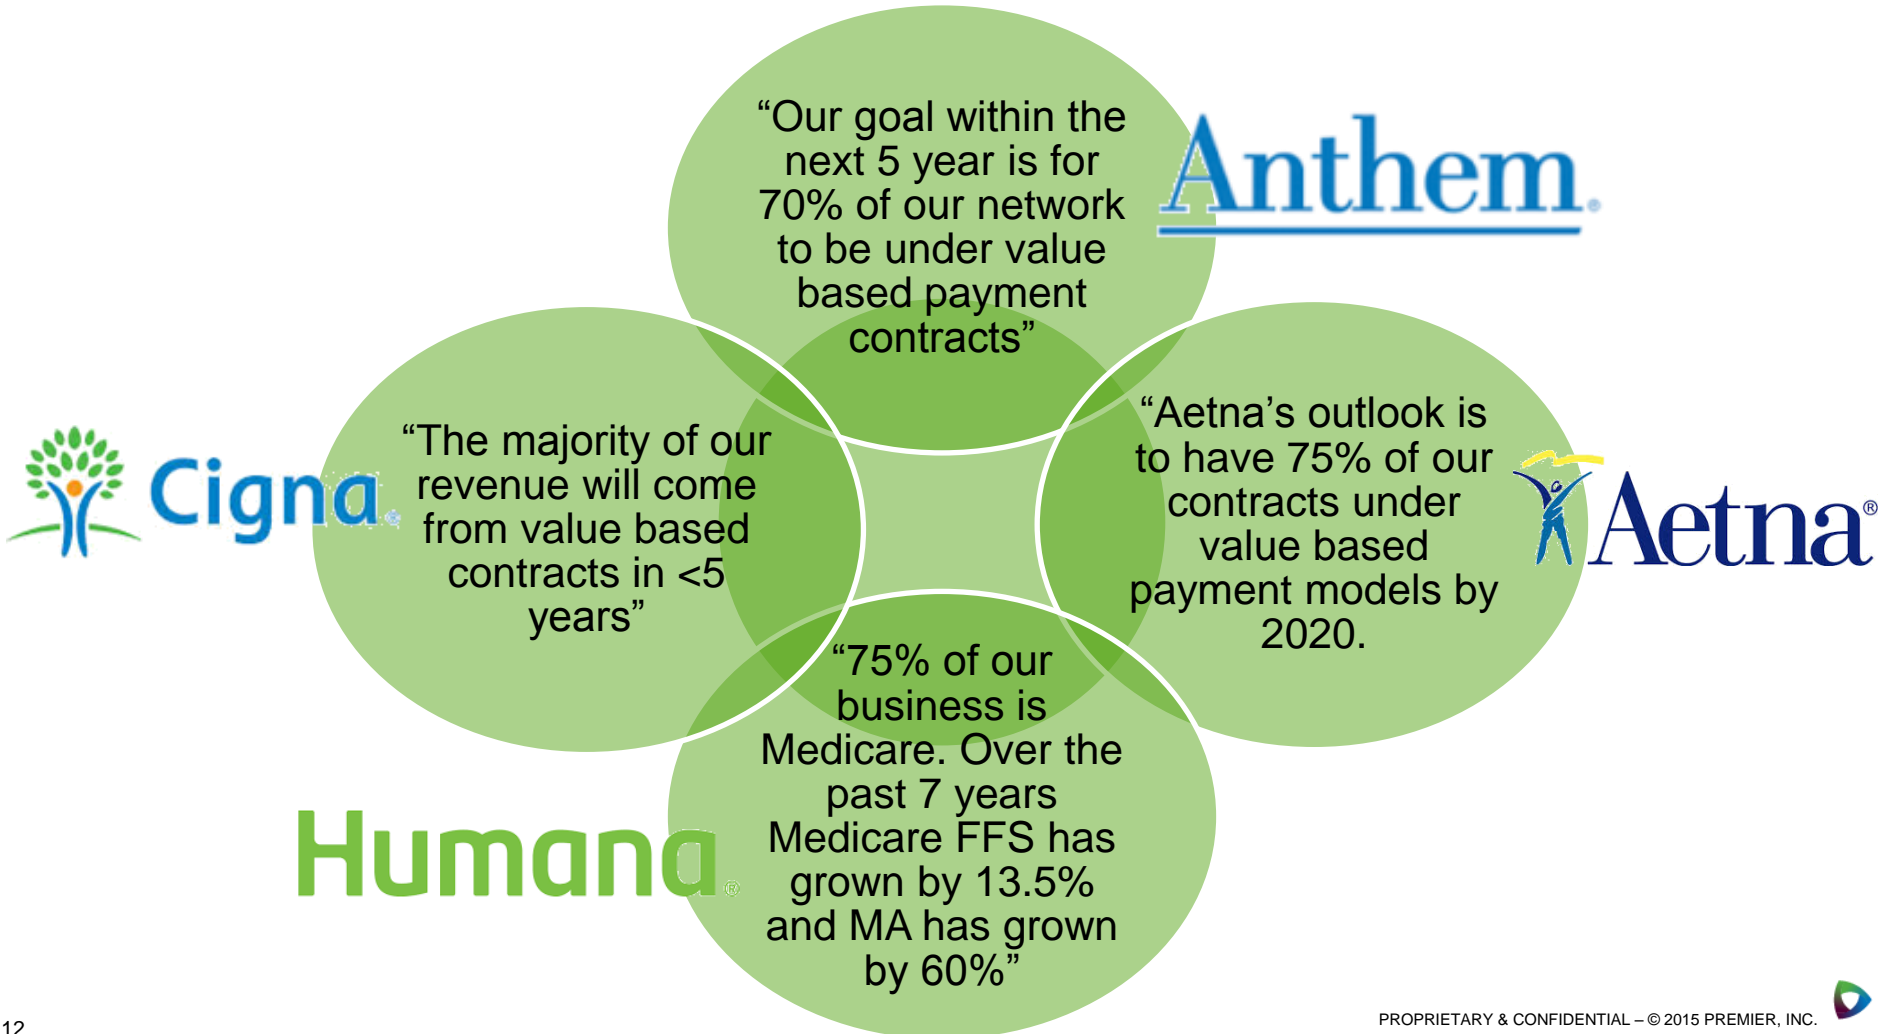 “Our goal within the
next 5 year is for
70% of our network
to be under value
based payment
contracts”
Anthem®
“The majority of our
revenue will come
from value based
contracts in <5
years”
Cigna®
“Aetna’s outlook is
to have 75% of our
contracts under
value based
payment models by
2020.
Aetna®
“75% of our
business is
Medicare. Over the
past 7 years
Medicare FFS has
grown by 13.5%
and MA has grown
by 60%”
Humana®
12
PROPRIETARY & CONFIDENTIAL – © 2015 PREMIER, INC.